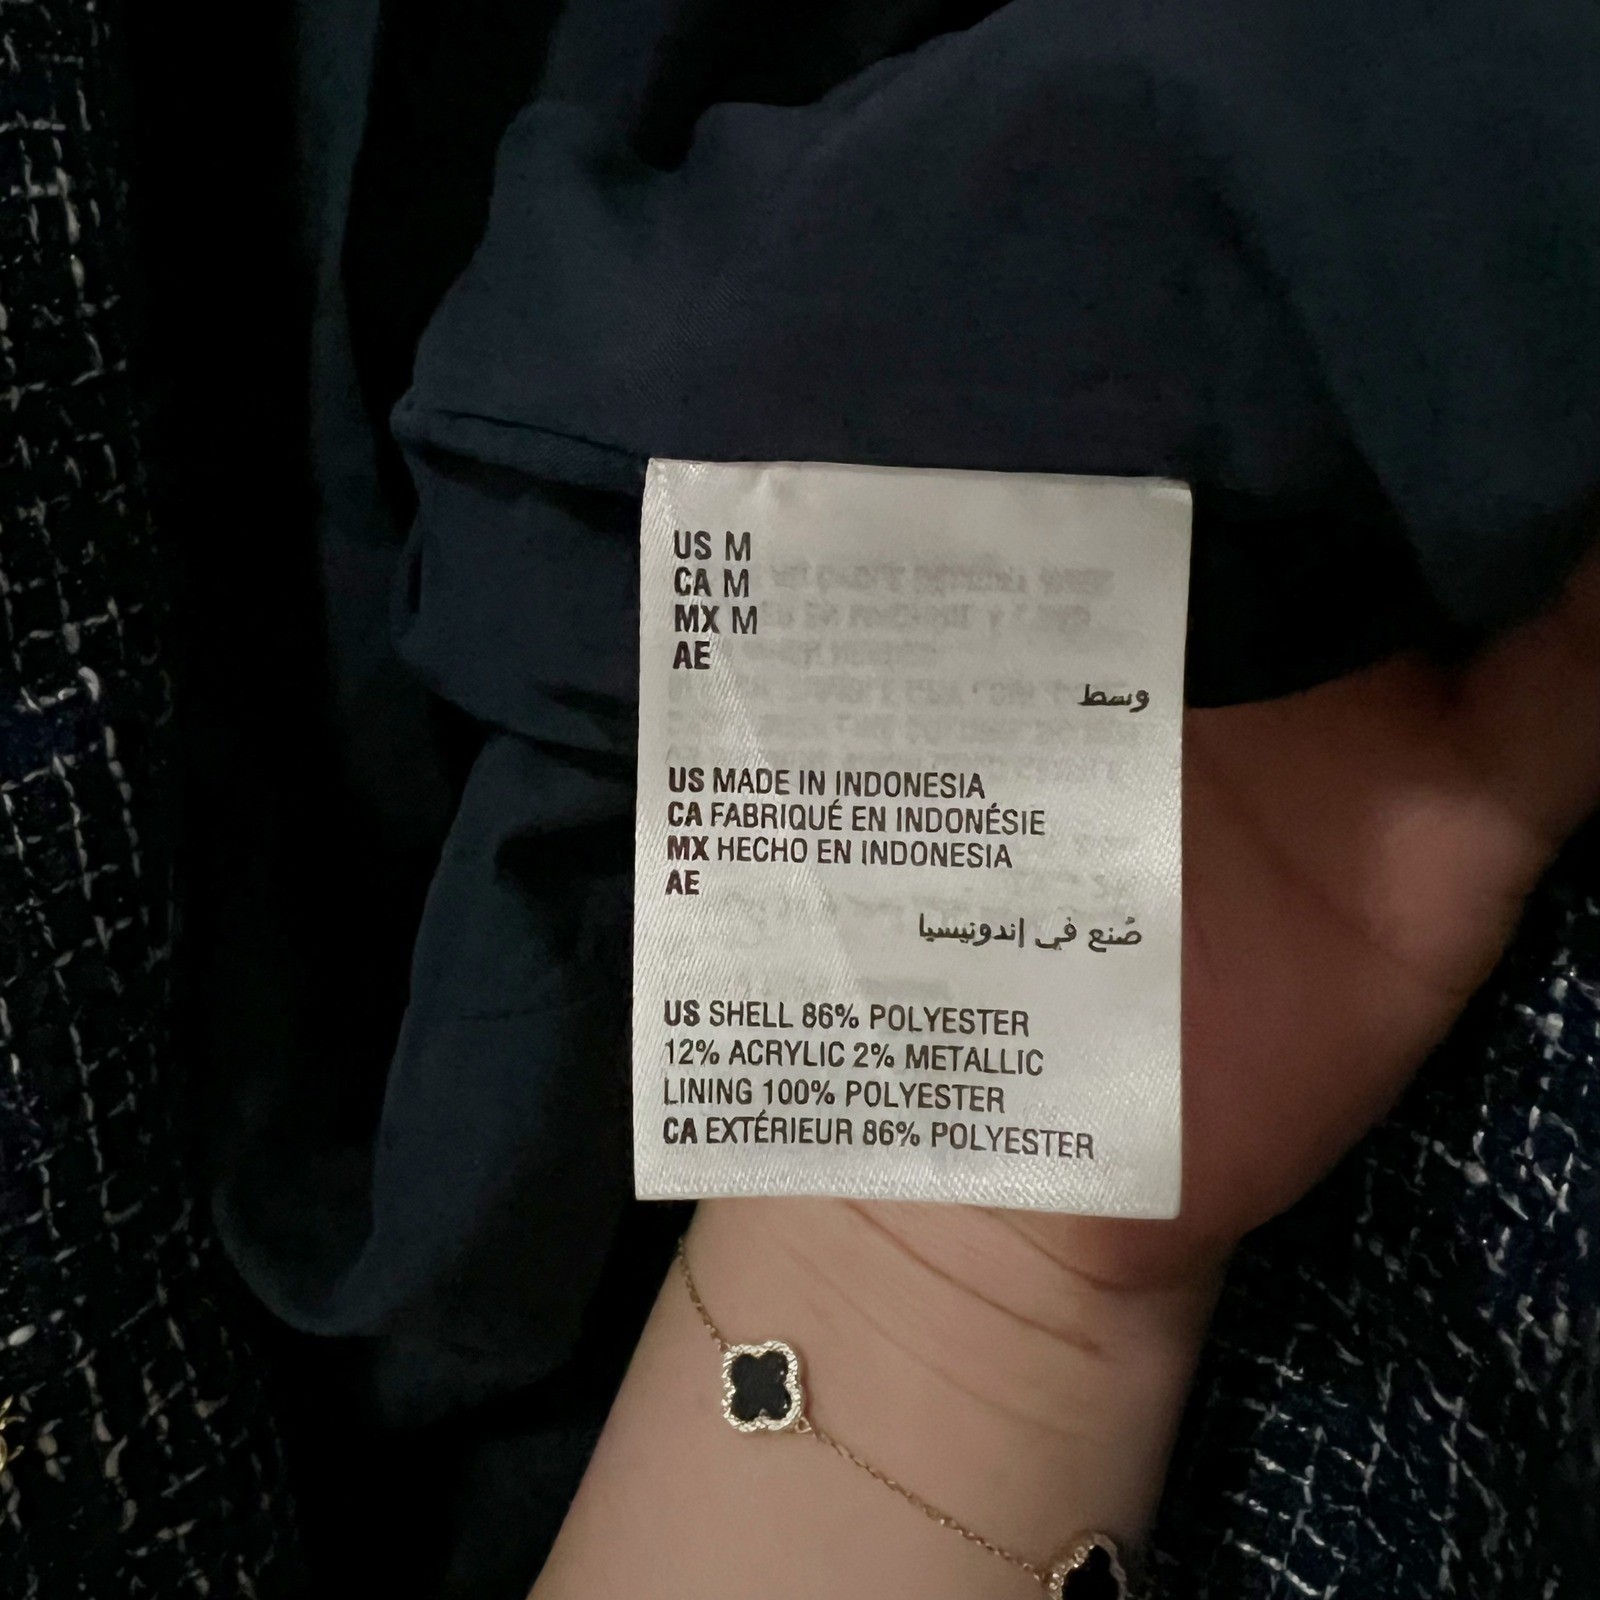 US M
CA M
MX M
AE
وسط
US MADE IN INDONESIA
CA FABRIQUÉ EN INDONÉSIE
MX HECHO EN INDONESIA
AE
صُنع في إندونيسيا
US SHELL 86% POLYESTER
12% ACRYLIC 2% METALLIC
LINING 100% POLYESTER
CA EXTÉRIEUR 86% POLYESTER